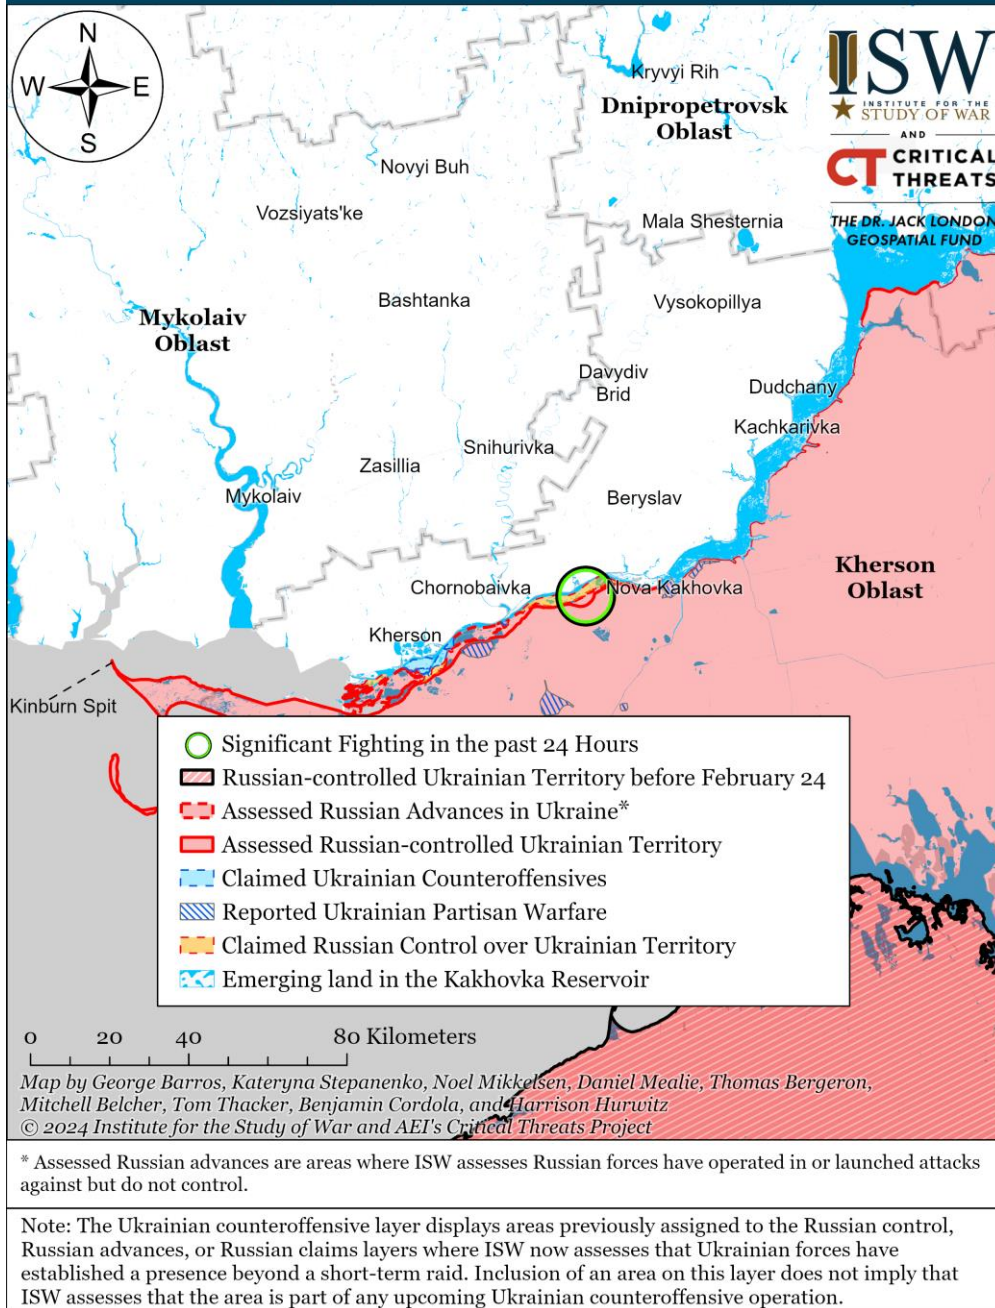 N
W E
S
ISW
INSTITUTE FOR THE
STUDY OF WAR
AND
CT CRITICAL
THREATS
THE DR. JACK LONDON
GEOSPATIAL FUND
Kryvyi Rih
Dnipropetrovsk
Oblast
Novyi Buh
Vozsiyats'ke
Mala Shesternia
Bashtanka
Vysokopillya
Mykolaiv
Oblast
Davydiv
Brid
Dudchany
Kachkarivka
Snihurivka
Zasillia
Mykolaiv
Beryslav
Kherson
Oblast
Chornobaivka
Nova Kakhovka
Kherson
Kinburn Spit
Significant Fighting in the past 24 Hours
Russian-controlled Ukrainian Territory before February 24
Assessed Russian Advances in Ukraine*
Assessed Russian-controlled Ukrainian Territory
Claimed Ukrainian Counteroffensives
Reported Ukrainian Partisan Warfare
Claimed Russian Control over Ukrainian Territory
Emerging land in the Kakhovka Reservoir
0 20 40 80 Kilometers
Map by George Barros, Kateryna Stepanenko, Noel Mikkelsen, Daniel Mealie, Thomas Bergeron,
Mitchell Belcher, Tom Thacker, Benjamin Cordola, and Harrison Hurwitz
© 2024 Institute for the Study of War and AEI's Critical Threats Project
* Assessed Russian advances are areas where ISW assesses Russian forces have operated in or launched attacks
against but do not control.
Note: The Ukrainian counteroffensive layer displays areas previously assigned to the Russian control,
Russian advances, or Russian claims layers where ISW now assesses that Ukrainian forces have
established a presence beyond a short-term raid. Inclusion of an area on this layer does not imply that
ISW assesses that the area is part of any upcoming Ukrainian counteroffensive operation.